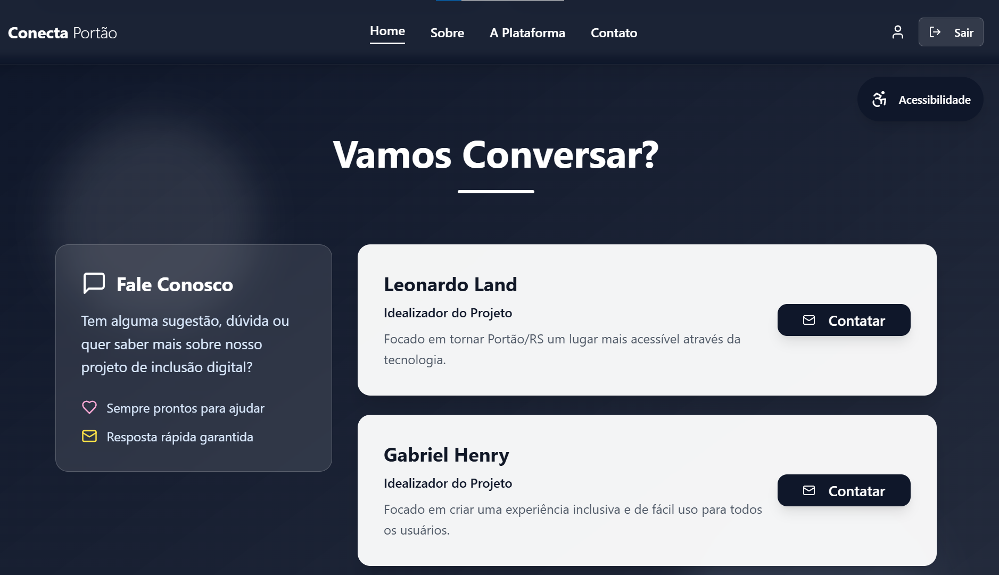 Conecta Portão
Home
Sobre
A Plataforma
Contato
Sair
Acessibilidade
Vamos Conversar?
Fale Conosco
Tem alguma sugestão, dúvida ou
quer saber mais sobre nosso
projeto de inclusão digital?
Sempre prontos para ajudar
Resposta rápida garantida
Leonardo Land
Idealizador do Projeto
Focado em tornar Portão/RS um lugar mais acessível através da
tecnologia.
Contatar
Gabriel Henry
Idealizador do Projeto
Focado em criar uma experiência inclusiva e de fácil uso para todos
os usuários.
Contatar